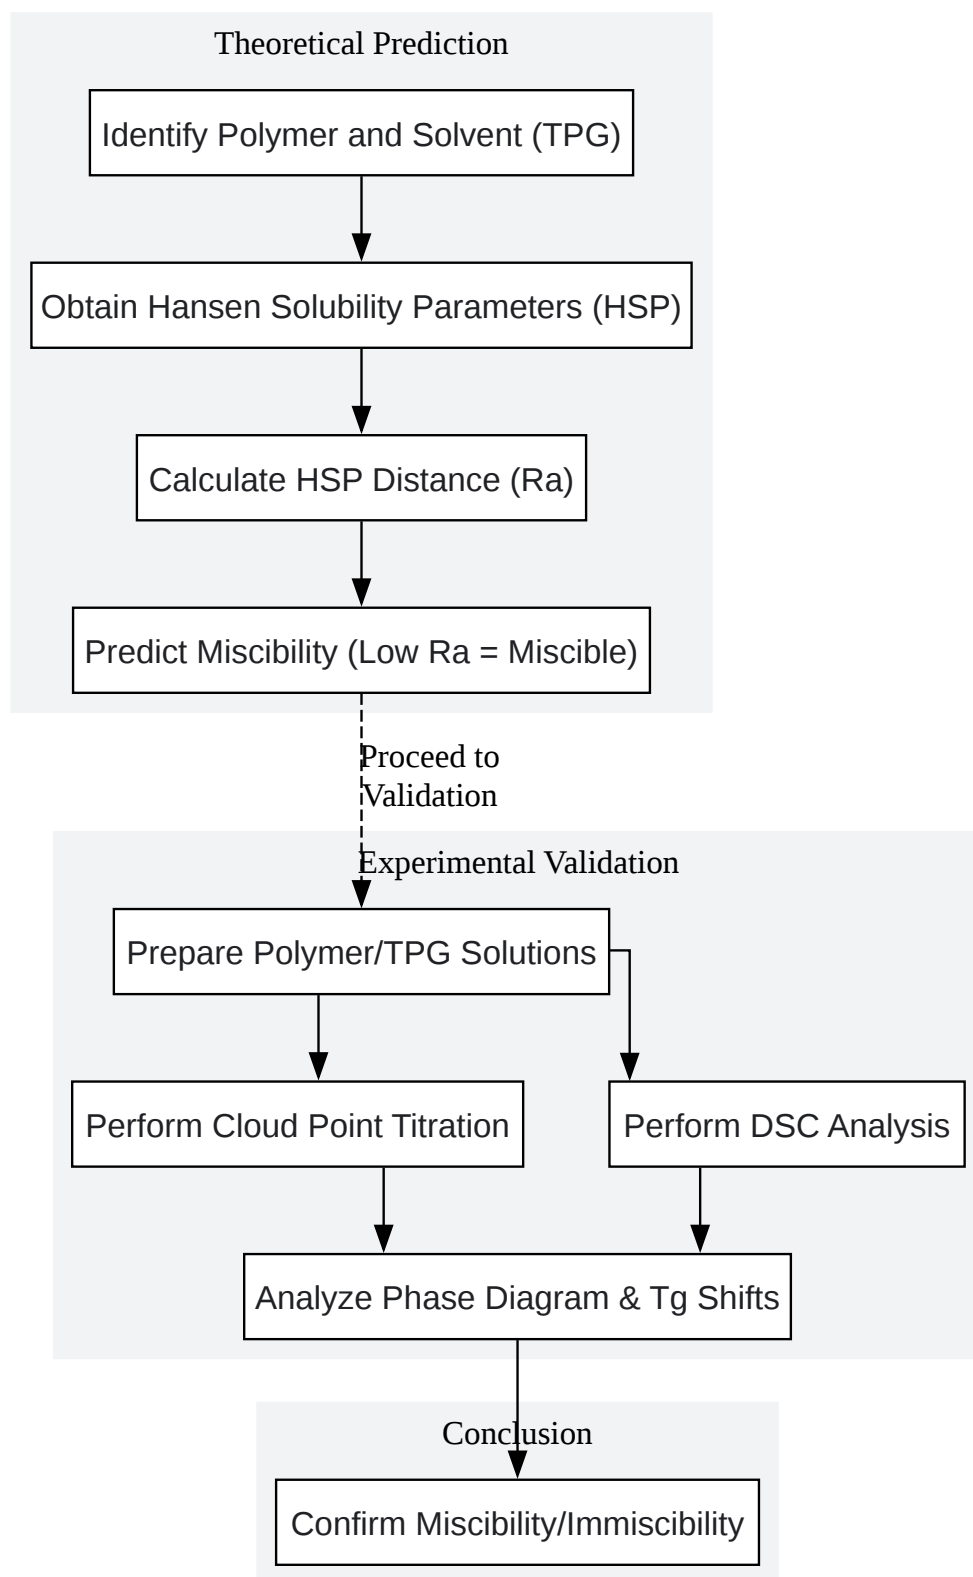 Theoretical Prediction
Identify Polymer and Solvent (TPG)
Obtain Hansen Solubility Parameters (HSP)
Calculate HSP Distance (Ra)
Predict Miscibility (Low Ra = Miscible)
Proceed to
Validation
Experimental Validation
Prepare Polymer/TPG Solutions
Perform Cloud Point Titration
Perform DSC Analysis
Analyze Phase Diagram & Tg Shifts
Conclusion
Confirm Miscibility/Immiscibility